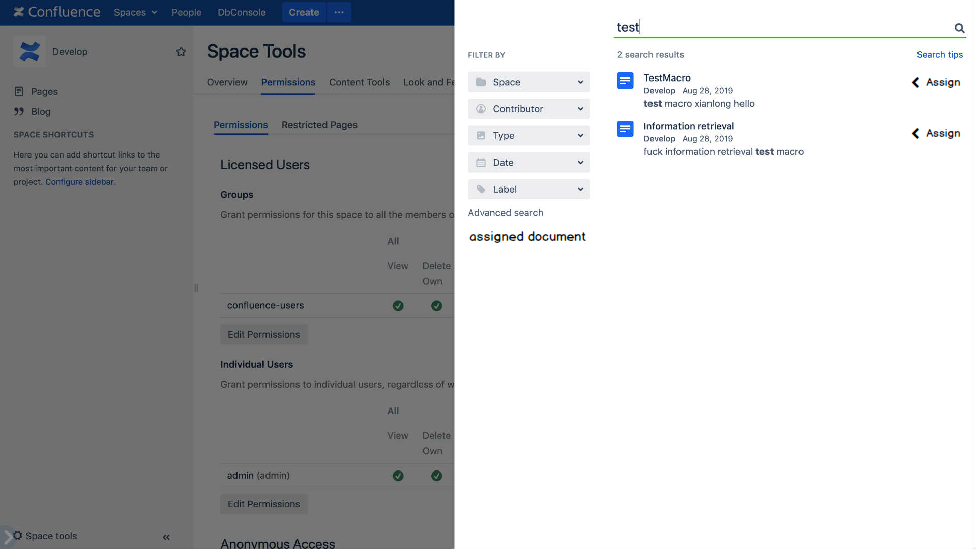 Confluence Spaces People DbConsole Create ...
Develop
Pages
Blog
SPACE SHORTCUTS
Here you can add shortcut links to the
most important content for your team or
project. Configure sidebar.
Space tools
Space Tools
Overview Permissions Content Tools Look and Fe
Permissions Restricted Pages
Licensed Users
Groups
Grant permissions for this space to all the members o
All
View Delete
Own
confluence-users
Edit Permissions
Individual Users
Grant permissions to individual users, regardless of w
All
View Delete
Own
admin (admin)
Edit Permissions
Anonymous Access
test
FILTER BY
Space
Contributor
Type
Date
Label
Advanced search
assigned document
2 search results Search tips
TestMacro
Develop Aug 28, 2019
test macro xianlong hello
Assign
Information retrieval
Develop Aug 28, 2019
fuck information retrieval test macro
Assign